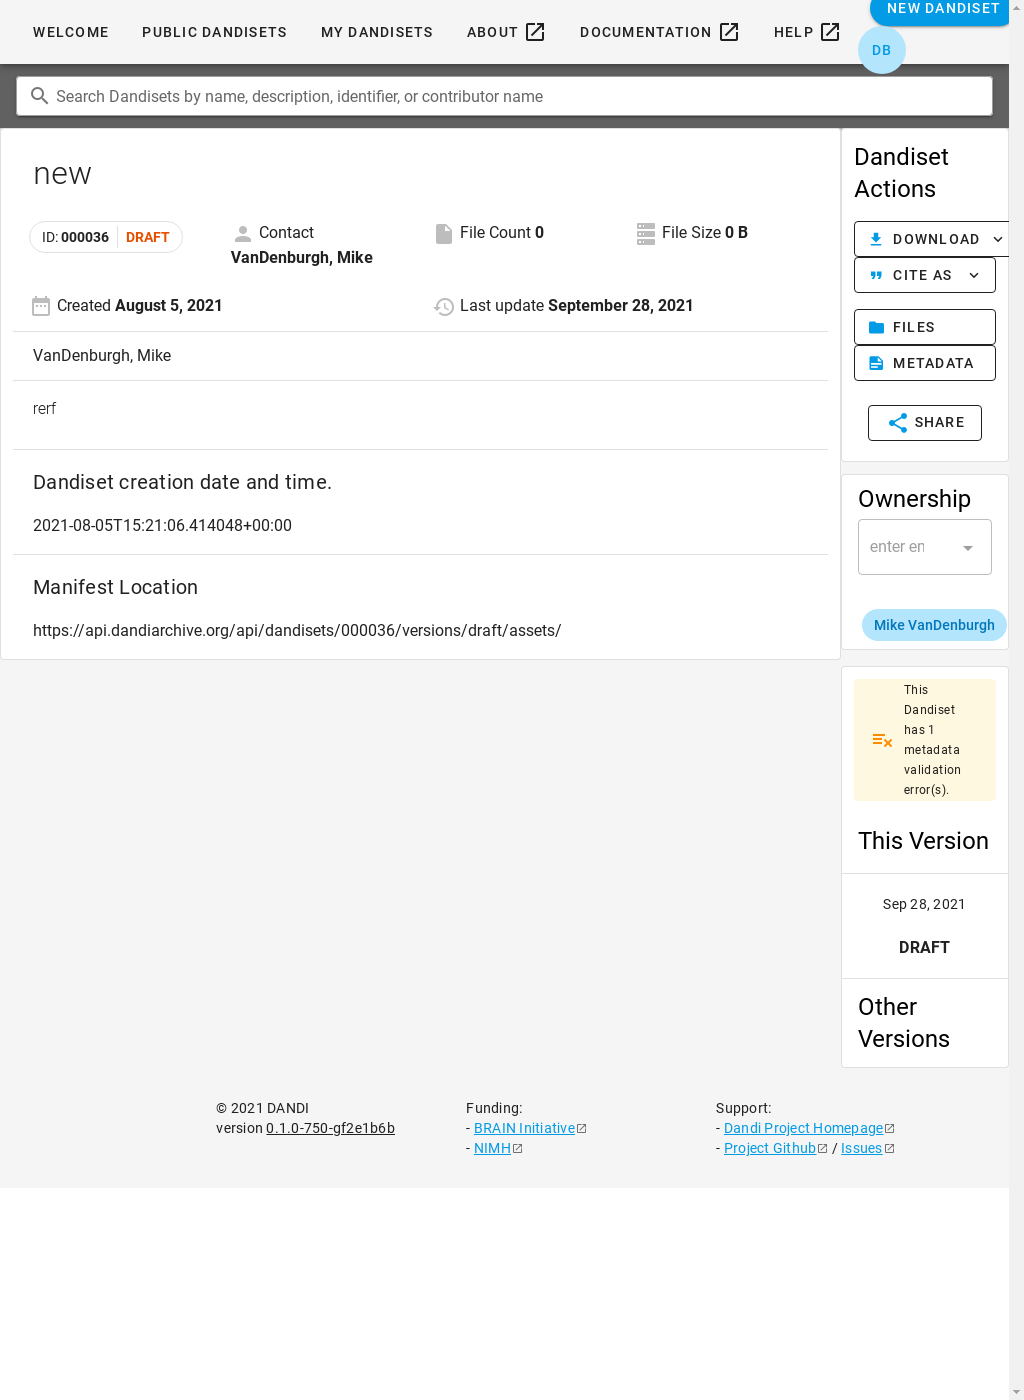 WELCOME
PUBLIC DANDISETS
MY DANDISETS
ABOUT
DOCUMENTATION
HELP
NEW DANDISET
DB
Search Dandisets by name, description, identifier, or contributor name
new
ID: 000036 DRAFT
Contact
VanDenburgh, Mike
File Count 0
File Size 0 B
Created August 5, 2021
Last update September 28, 2021
VanDenburgh, Mike
rerf
Dandiset creation date and time.
2021-08-05T15:21:06.414048+00:00
Manifest Location
https://api.dandiarchive.org/api/dandisets/000036/versions/draft/assets/
Dandiset
Actions
DOWNLOAD
CITE AS
FILES
METADATA
SHARE
Ownership
enter em
Mike VanDenburgh
This
Dandiset
has 1
metadata
validation
error(s).
This Version
Sep 28, 2021
DRAFT
Other
Versions
© 2021 DANDI
version 0.1.0-750-gf2e1b6b
Funding:
- BRAIN Initiative
- NIMH
Support:
- Dandi Project Homepage
- Project Github / Issues